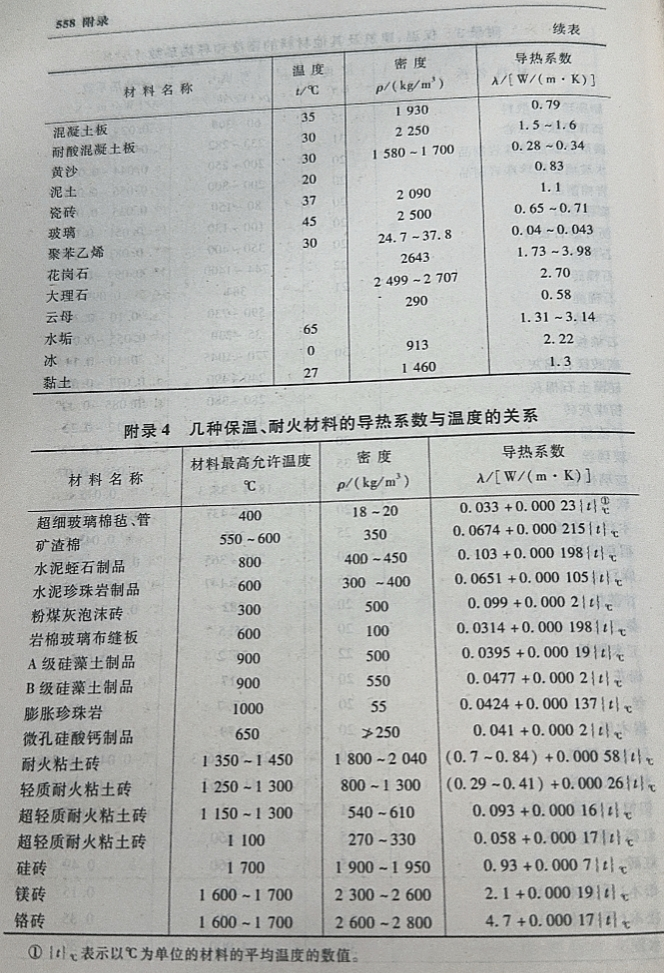 558 附录
续表
材料名称 温度 t/℃ 密度 ρ/(kg/m³) 导热系数 λ/[W/(m·K)]
混凝土板 35 1 930 0.79
耐酸混凝土板 30 2 250 1.5~1.6
黄沙 30 1 580~1 700 0.28~0.34
泥土 20 0.83
瓷砖 37 2 090 1.1
玻璃 45 2 500 0.65~0.71
聚苯乙烯 30 24.7~37.8 0.04~0.043
花岗石 2643 1.73~3.98
大理石 2 499~2 707 2.70
云母 290 0.58
水垢 65 1.31~3.14
冰 0 913 2.22
黏土 27 1 460 1.3
附录4 几种保温、耐火材料的导热系数与温度的关系
材料名称 材料最高允许温度 ℃ 密度 ρ/(kg/m³) 导热系数 λ/[W/(m·K)]
超细玻璃棉毡、管 400 18~20 0.033+0.000 23{t}℃①
矿渣棉 550~600 350 0.0674+0.000 215{t}℃
水泥蛭石制品 800 400~450 0.103+0.000 198{t}℃
水泥珍珠岩制品 600 300~400 0.0651+0.000 105{t}℃
粉煤灰泡沫砖 300 500 0.099+0.000 2{t}℃
岩棉玻璃布缝板 600 100 0.0314+0.000 198{t}℃
A级硅藻土制品 900 500 0.0395+0.000 19{t}℃
B级硅藻土制品 900 550 0.0477+0.000 2{t}℃
膨胀珍珠岩 1000 55 0.0424+0.000 137{t}℃
微孔硅酸钙制品 650 ≯250 0.041+0.000 2{t}℃
耐火粘土砖 1 350~1 450 1 800~2 040 (0.7~0.84)+0.000 58{t}℃
轻质耐火粘土砖 1 250~1 300 800~1 300 (0.29~0.41)+0.000 26{t}℃
超轻质耐火粘土砖 1 150~1 300 540~610 0.093+0.000 16{t}℃
超轻质耐火粘土砖 1 100 270~330 0.058+0.000 17{t}℃
硅砖 1 700 1 900~1 950 0.93+0.000 7{t}℃
镁砖 1 600~1 700 2 300~2 600 2.1+0.000 19{t}℃
铬砖 1 600~1 700 2 600~2 800 4.7+0.000 17{t}℃
①{t}℃表示以℃为单位的材料的平均温度的数值。